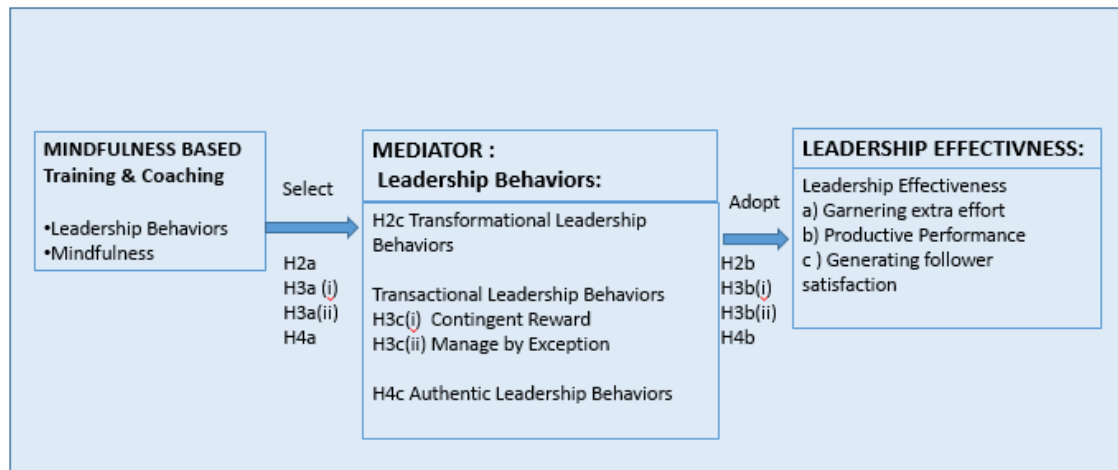 MINDFULNESS BASED
Training & Coaching
•Leadership Behaviors
•Mindfulness
Select
H2a
H3a (i)
H3a(ii)
H4a
MEDIATOR :
Leadership Behaviors:
H2c Transformational Leadership
Behaviors
Transactional Leadership Behaviors
H3c(i) Contingent Reward
H3c(ii) Manage by Exception
H4c Authentic Leadership Behaviors
Adopt
H2b
H3b(i)
H3b(ii)
H4b
LEADERSHIP EFFECTIVNESS:
Leadership Effectiveness
a) Garnering extra effort
b) Productive Performance
c ) Generating follower
satisfaction